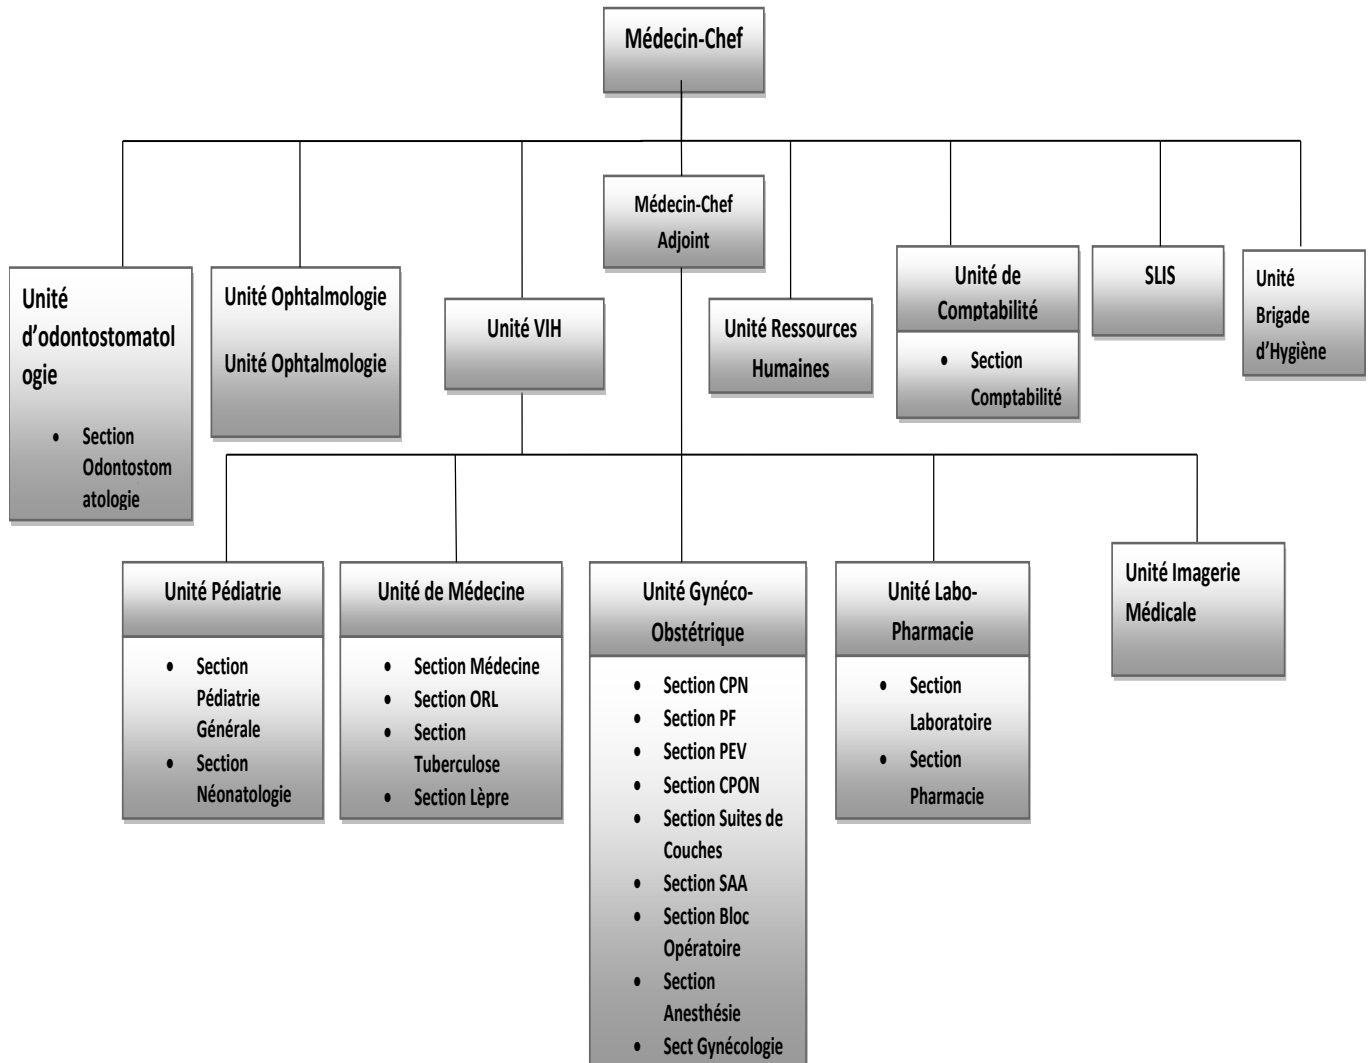 Médecin-Chef
Médecin-Chef
Adjoint
Unité
d’odontostomatol
ogie
• Section
Odontostom
atologie
Unité Ophtalmologie
Unité Ophtalmologie
Unité VIH
Unité Ressources
Humaines
Unité de
Comptabilité
• Section
Comptabilité
SLIS
Unité
Brigade
d’Hygiène
Unité Pédiatrie
• Section
Pédiatrie
Générale
• Section
Néonatologie
Unité de Médecine
• Section Médecine
• Section ORL
• Section
Tuberculose
• Section Lèpre
Unité Gynéco-
Obstétrique
• Section CPN
• Section PF
• Section PEV
• Section CPON
• Section Suites de
Couches
• Section SAA
• Section Bloc
Opératoire
• Section
Anesthésie
• Sect Gynécologie
Unité Labo-
Pharmacie
• Section
Laboratoire
• Section
Pharmacie
Unité Imagerie
Médicale